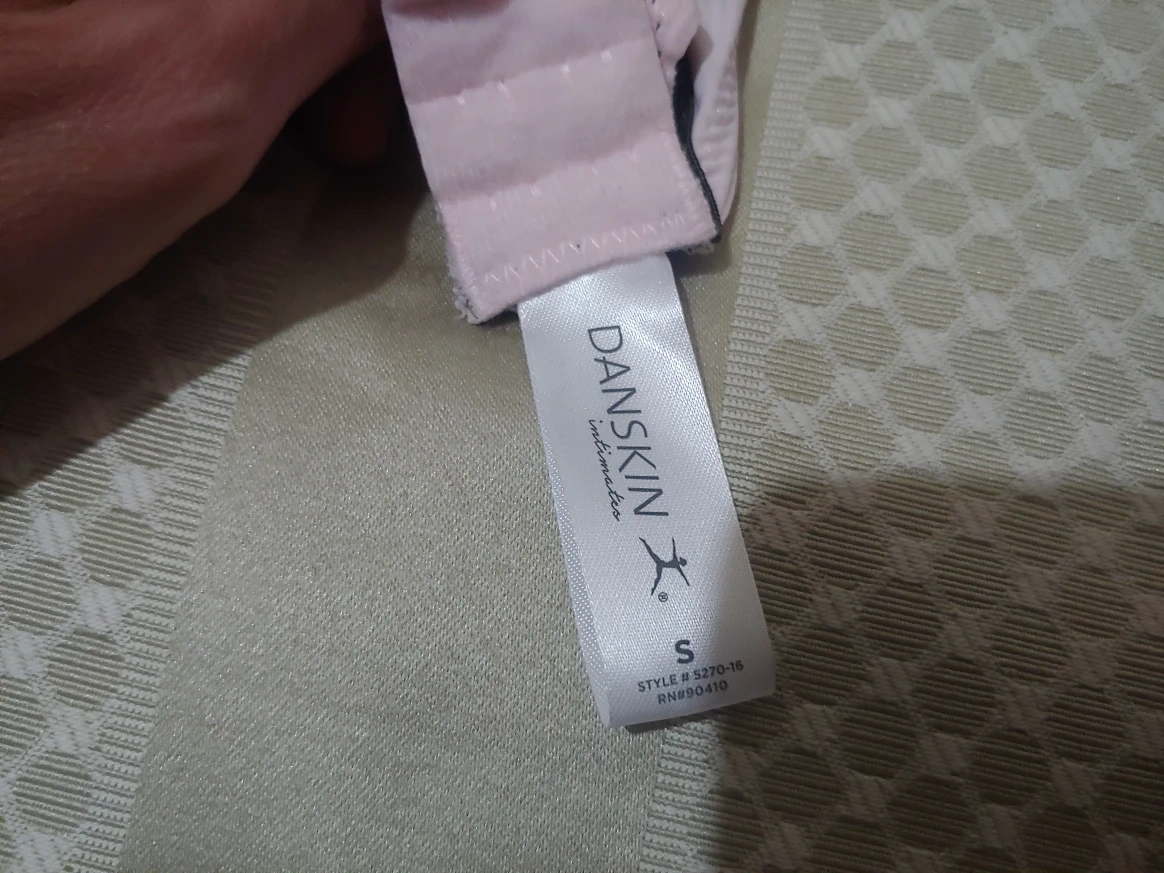 DANSKIN
intimates
®
S
STYLE # 5270-16
RN#90410